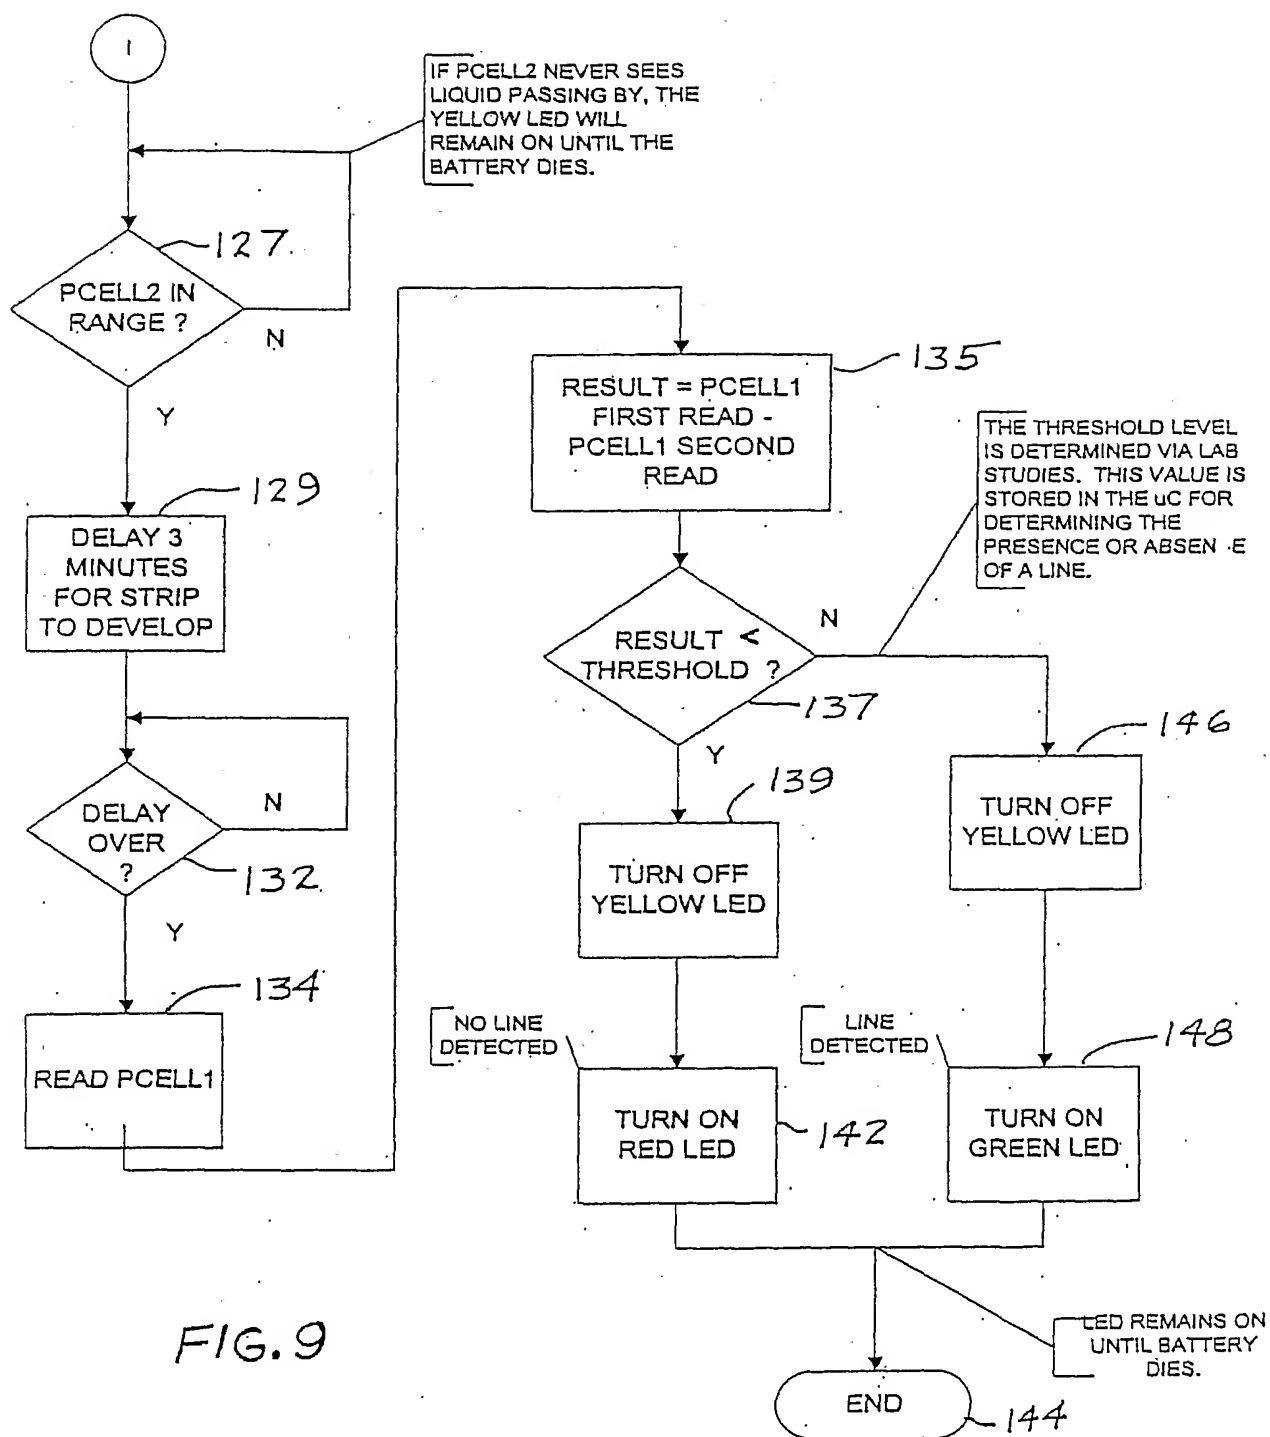 1
IF PCELL2 NEVER SEES
LIQUID PASSING BY, THE
YELLOW LED WILL
REMAIN ON UNTIL THE
BATTERY DIES.
127
PCELL2 IN
RANGE ?
N
Y
129
DELAY 3
MINUTES
FOR STRIP
TO DEVELOP
DELAY
OVER
?
N
132
Y
134
READ PCELL1
135
RESULT = PCELL1
FIRST READ -
PCELL1 SECOND
READ
THE THRESHOLD LEVEL
IS DETERMINED VIA LAB
STUDIES. THIS VALUE IS
STORED IN THE uC FOR
DETERMINING THE
PRESENCE OR ABSEN E
OF A LINE.
RESULT <
THRESHOLD ?
N
137
Y
139
TURN OFF
YELLOW LED
146
TURN OFF
YELLOW LED
NO LINE
DETECTED
TURN ON
RED LED
142
LINE
DETECTED
148
TURN ON
GREEN LED
LED REMAINS ON
UNTIL BATTERY
DIES.
END
144
FIG. 9